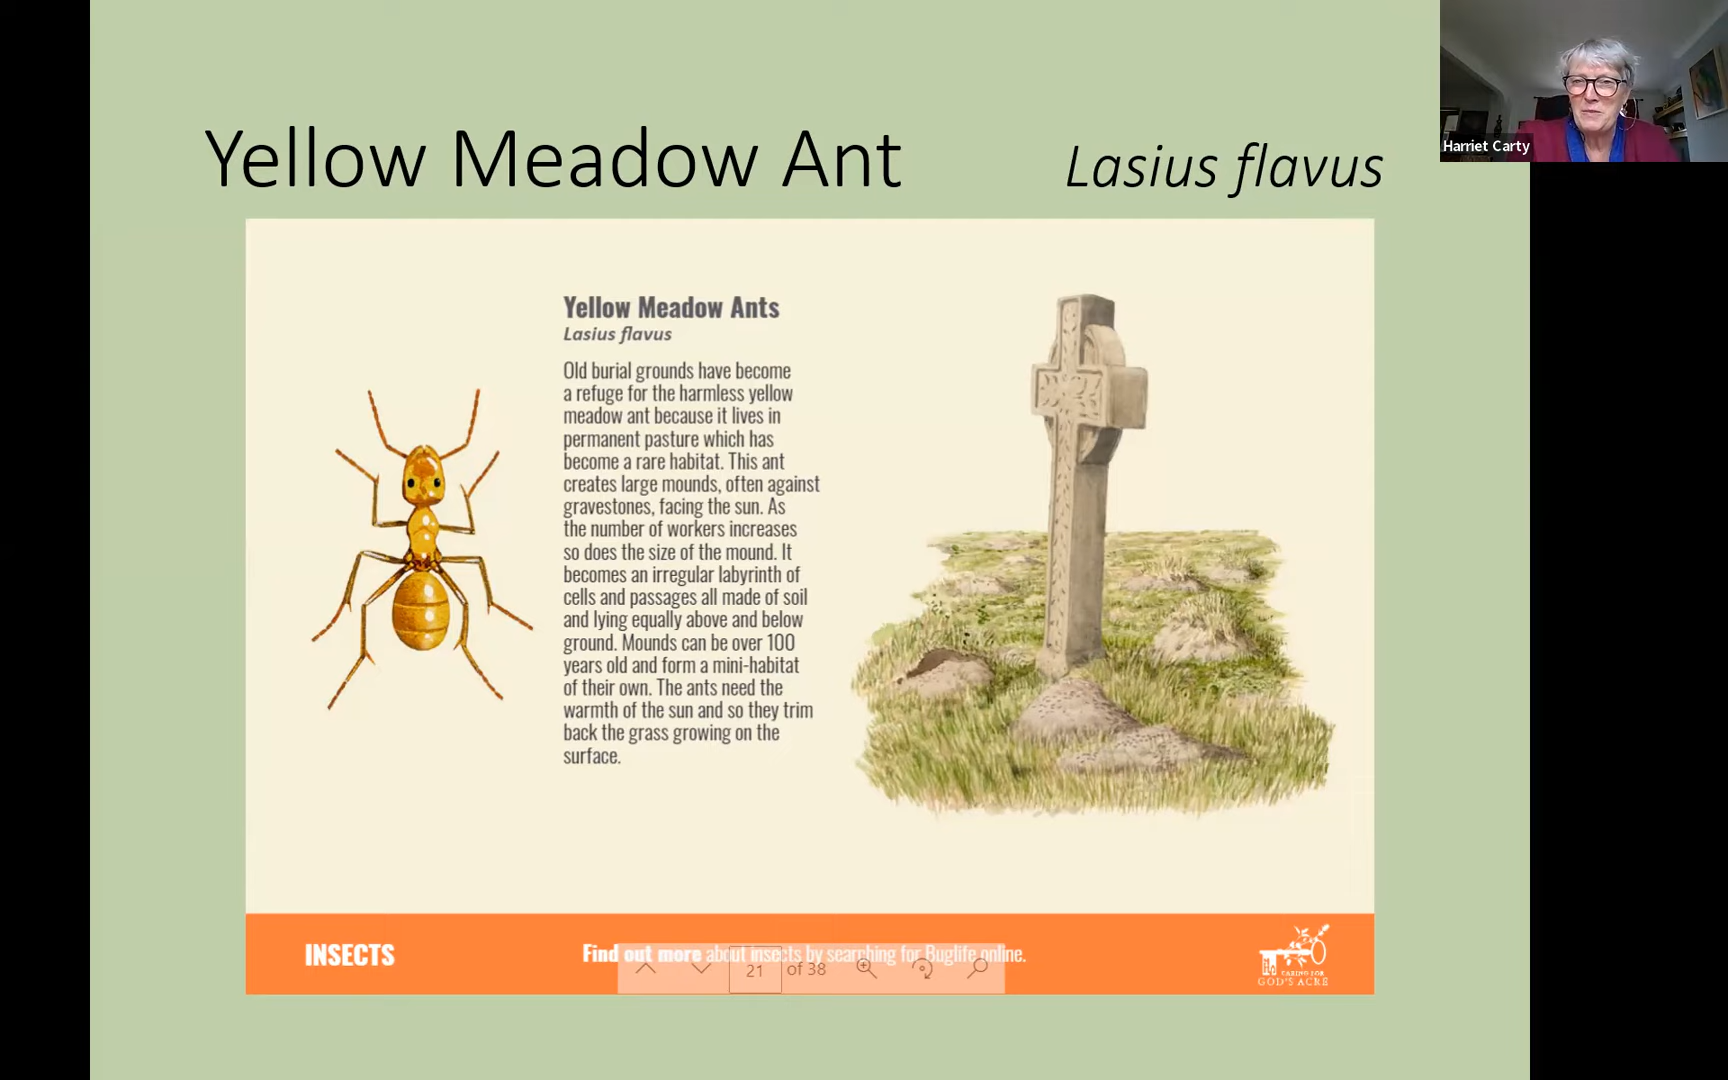 Harriet Carty
Yellow Meadow Ant
Lasius flavus
Yellow Meadow Ants
Lasius flavus
Old burial grounds have become
a refuge for the harmless yellow
meadow ant because it lives in
permanent pasture which has
become a rare habitat. This ant
creates large mounds, often against
gravestones, facing the sun. As
the number of workers increases
so does the size of the mound. It
becomes an irregular labyrinth of
cells and passages all made of soil
and lying equally above and below
ground. Mounds can be over 100
years old and form a mini-habitat
of their own. The ants need the
warmth of the sun and so they trim
back the grass growing on the
surface.
INSECTS
Find out more about insects by searching for Buglife online.
21 of 38
CARING FOR
GOD'S ACRE